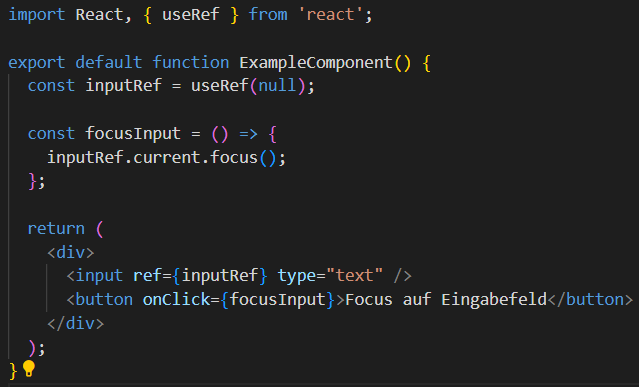 import React, { useRef } from 'react';
export default function ExampleComponent() {
  const inputRef = useRef(null);
  const focusInput = () => {
    inputRef.current.focus();
  };
  return (
    <div>
      <input ref={inputRef} type="text" />
      <button onClick={focusInput}>Focus auf Eingabefeld</button>
    </div>
  );
}